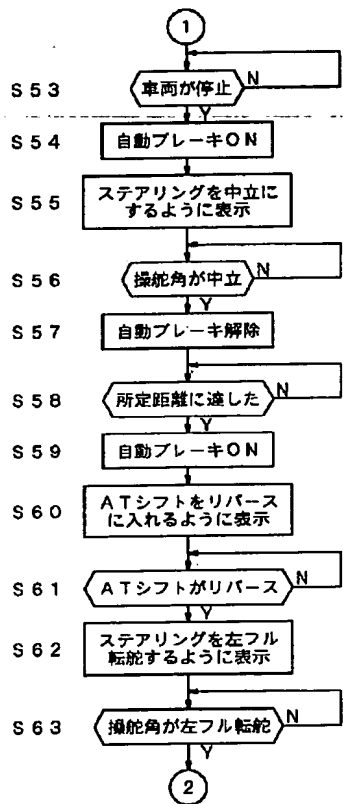 1
S53 車両が停止 N
Y
S54 自動ブレーキON
S55 ステアリングを中立に
するように表示
S56 操舵角が中立 N
Y
S57 自動ブレーキ解除
S58 所定距離に達した N
Y
S59 自動ブレーキON
S60 ATシフトをリバース
に入れるように表示
S61 ATシフトがリバース N
Y
S62 ステアリングを左フル
転舵するように表示
S63 操舵角が左フル転舵 N
Y
2